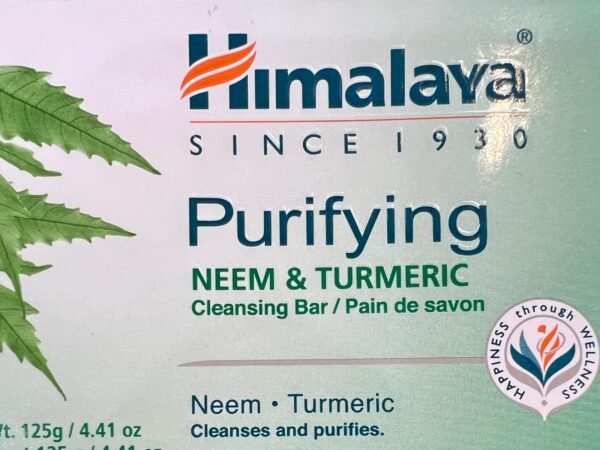 Himalaya®
SINCE 1930
Purifying
NEEM & TURMERIC
Cleansing Bar / Pain de savon
HAPPINESS through WELLNESS
Neem • Turmeric
Cleanses and purifies.
t. 125g / 4.41 oz